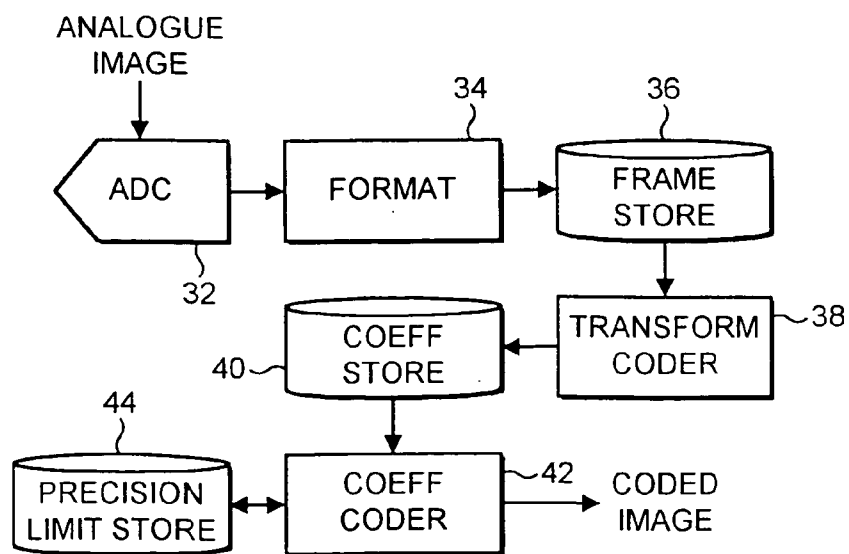 ANALOGUE
IMAGE
34
36
ADC
FORMAT
FRAME
STORE
32
38
COEFF
STORE
TRANSFORM
CODER
40
44
42
PRECISION
LIMIT STORE
COEFF
CODER
CODED
IMAGE